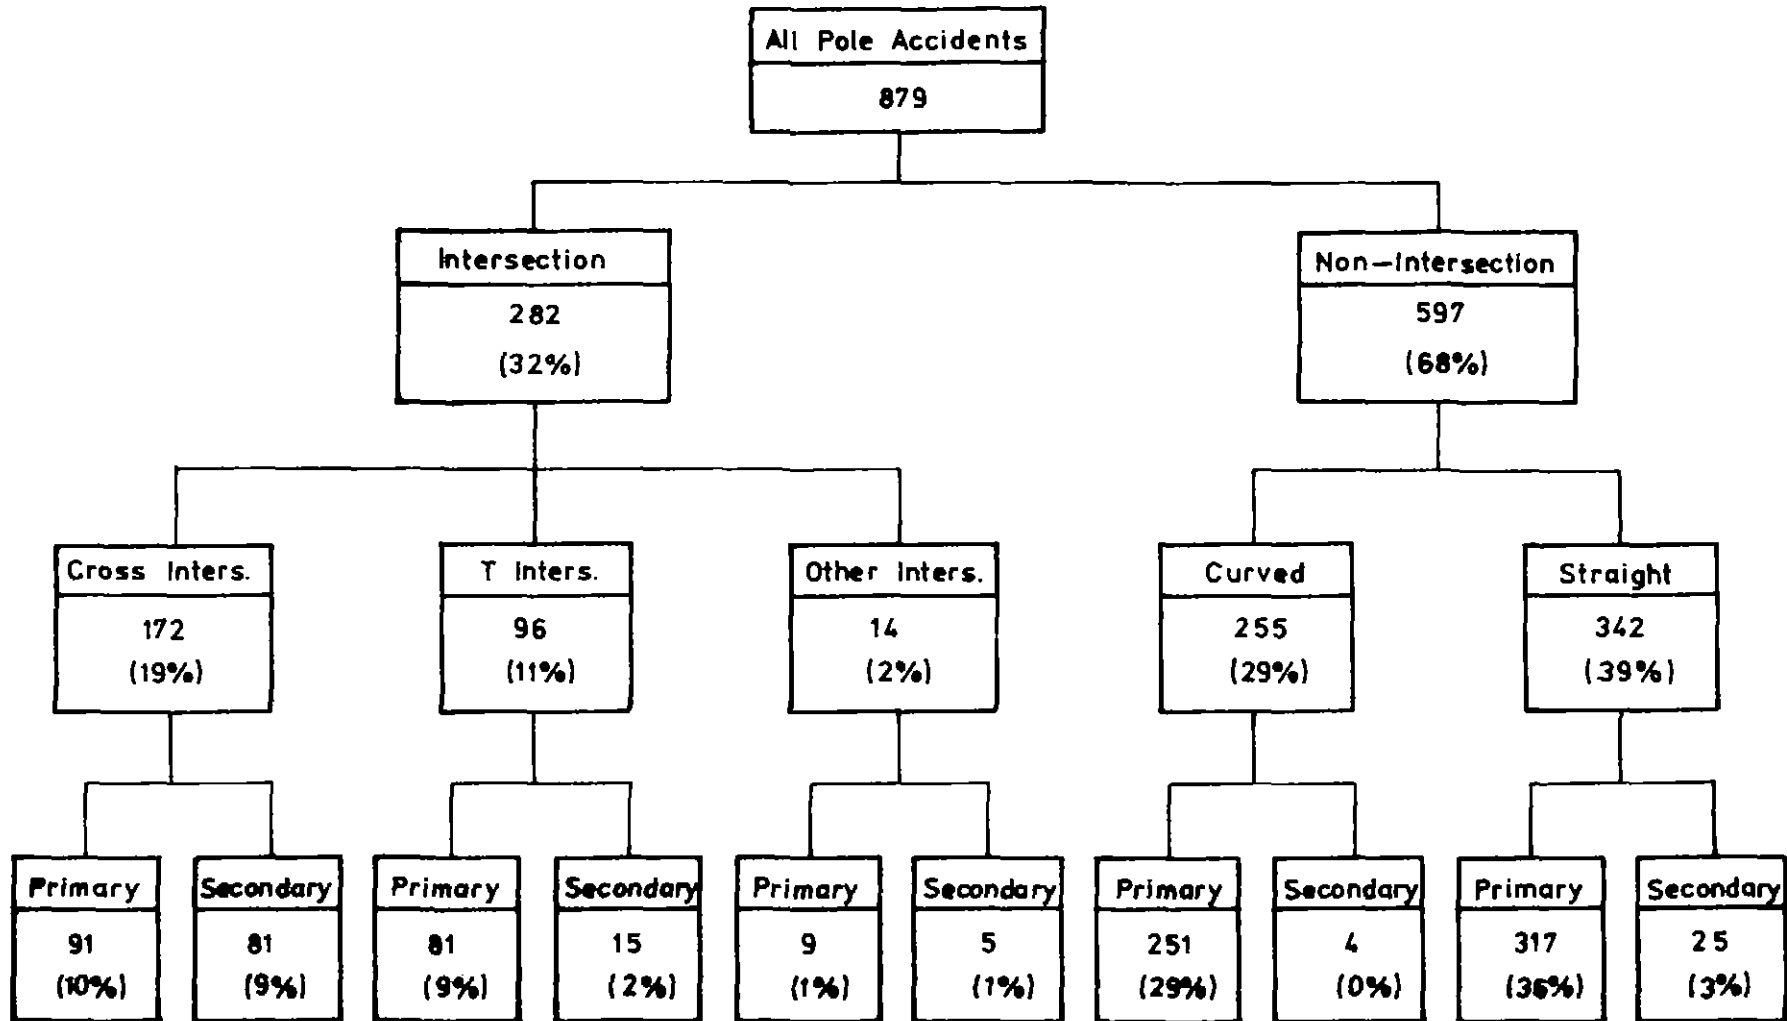 All Pole Accidents
879
Intersection
282
(32%)
Non-Intersection
597
(68%)
Cross Inters.
172
(19%)
T Inters.
96
(11%)
Other Inters.
14
(2%)
Curved
255
(29%)
Straight
342
(39%)
Primary
91
(10%)
Secondary
81
(9%)
Primary
81
(9%)
Secondary
15
(2%)
Primary
9
(1%)
Secondary
5
(1%)
Primary
251
(29%)
Secondary
4
(0%)
Primary
317
(36%)
Secondary
25
(3%)